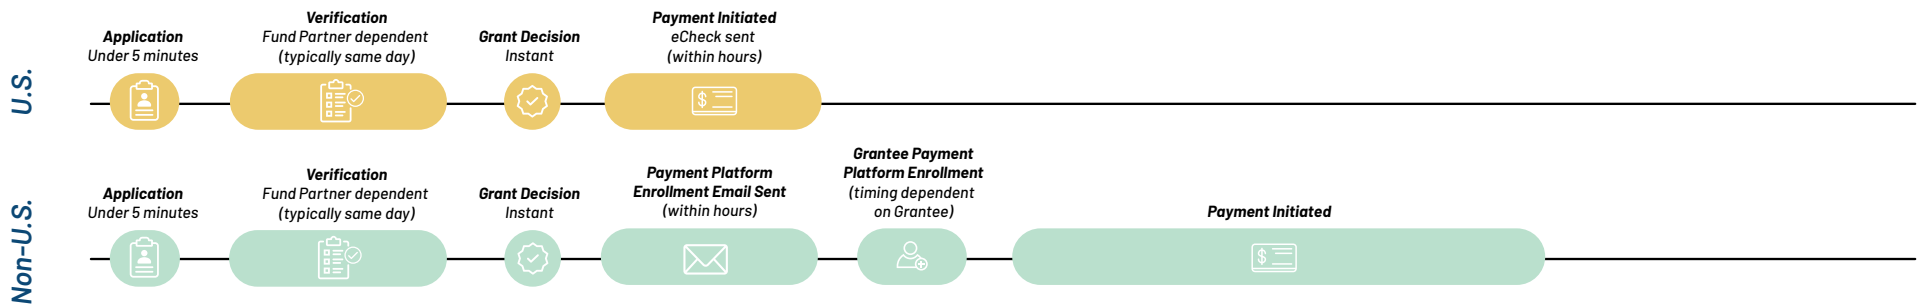 U.S.
Application
Under 5 minutes
Verification
Fund Partner dependent
(typically same day)
Grant Decision
Instant
Payment Initiated
eCheck sent
(within hours)
$
Non-U.S.
Application
Under 5 minutes
Verification
Fund Partner dependent
(typically same day)
Grant Decision
Instant
Payment Platform
Enrollment Email Sent
(within hours)
Grantee Payment
Platform Enrollment
(timing dependent
on Grantee)
Payment Initiated
$